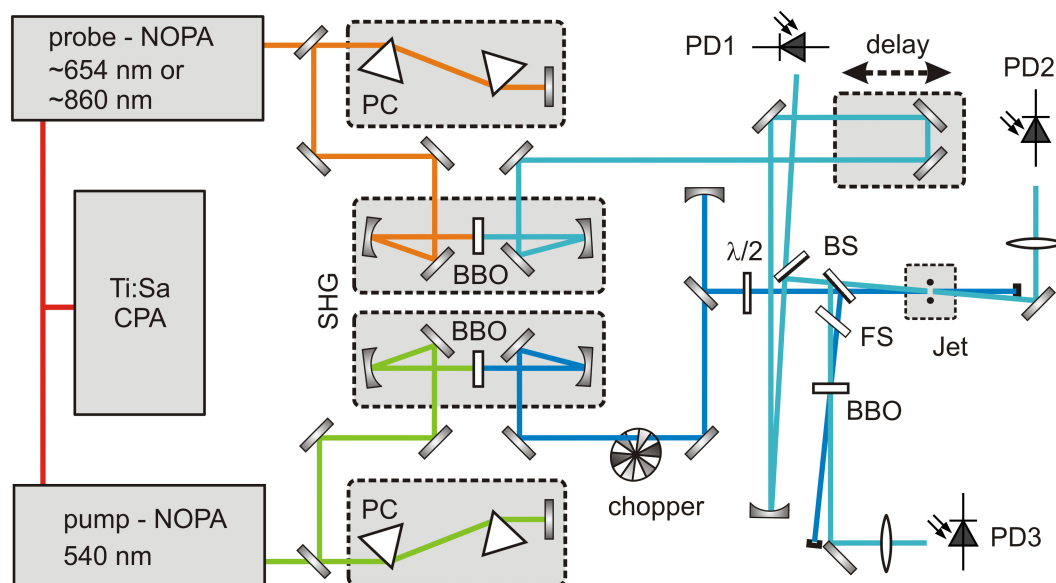 probe - NOPA
~654 nm or
~860 nm
PC
PD1
delay
PD2
Ti:Sa
CPA
SHG
BBO
BBO
λ/2
BS
FS
Jet
BBO
chopper
pump - NOPA
540 nm
PC
PD3